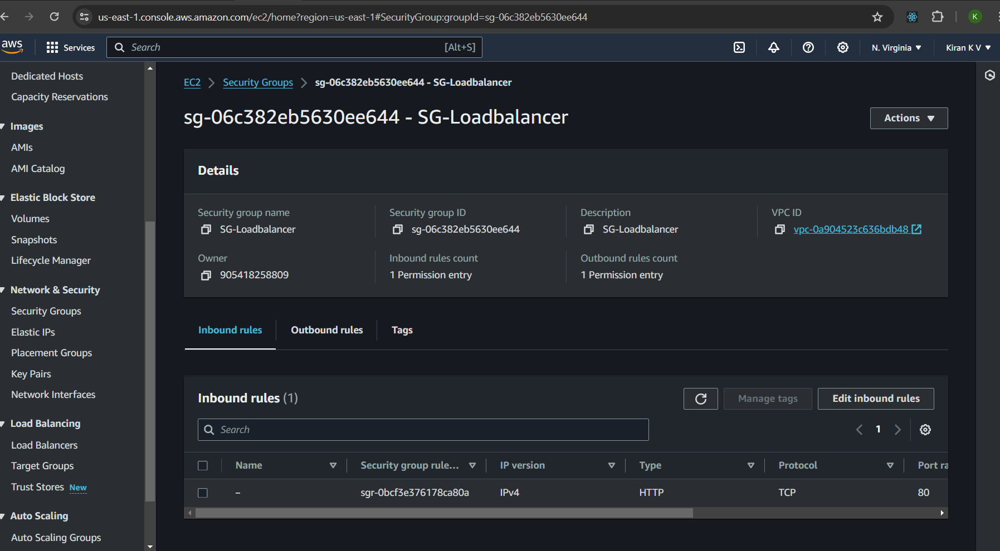 us-east-1.console.aws.amazon.com/ec2/home?region=us-east-1#SecurityGroup:groupId=sg-06c382eb5630ee644
K
aws
Services
Search
[Alt+S]
N. Virginia
Kiran K V
Dedicated Hosts
Capacity Reservations
Images
AMIs
AMI Catalog
Elastic Block Store
Volumes
Snapshots
Lifecycle Manager
Network & Security
Security Groups
Elastic IPs
Placement Groups
Key Pairs
Network Interfaces
Load Balancing
Load Balancers
Target Groups
Trust Stores New
Auto Scaling
Auto Scaling Groups
EC2 > Security Groups > sg-06c382eb5630ee644 - SG-Loadbalancer
sg-06c382eb5630ee644 - SG-Loadbalancer
Actions
Details
Security group name
SG-Loadbalancer
Security group ID
sg-06c382eb5630ee644
Description
SG-Loadbalancer
VPC ID
vpc-0a904523c636bdb48
Owner
905418258809
Inbound rules count
1 Permission entry
Outbound rules count
1 Permission entry
Inbound rules
Outbound rules
Tags
Inbound rules (1)
Manage tags
Edit inbound rules
Search
1
Name Security group rule... IP version Type Protocol Port ra
– sgr-0bcf3e376178ca80a IPv4 HTTP TCP 80